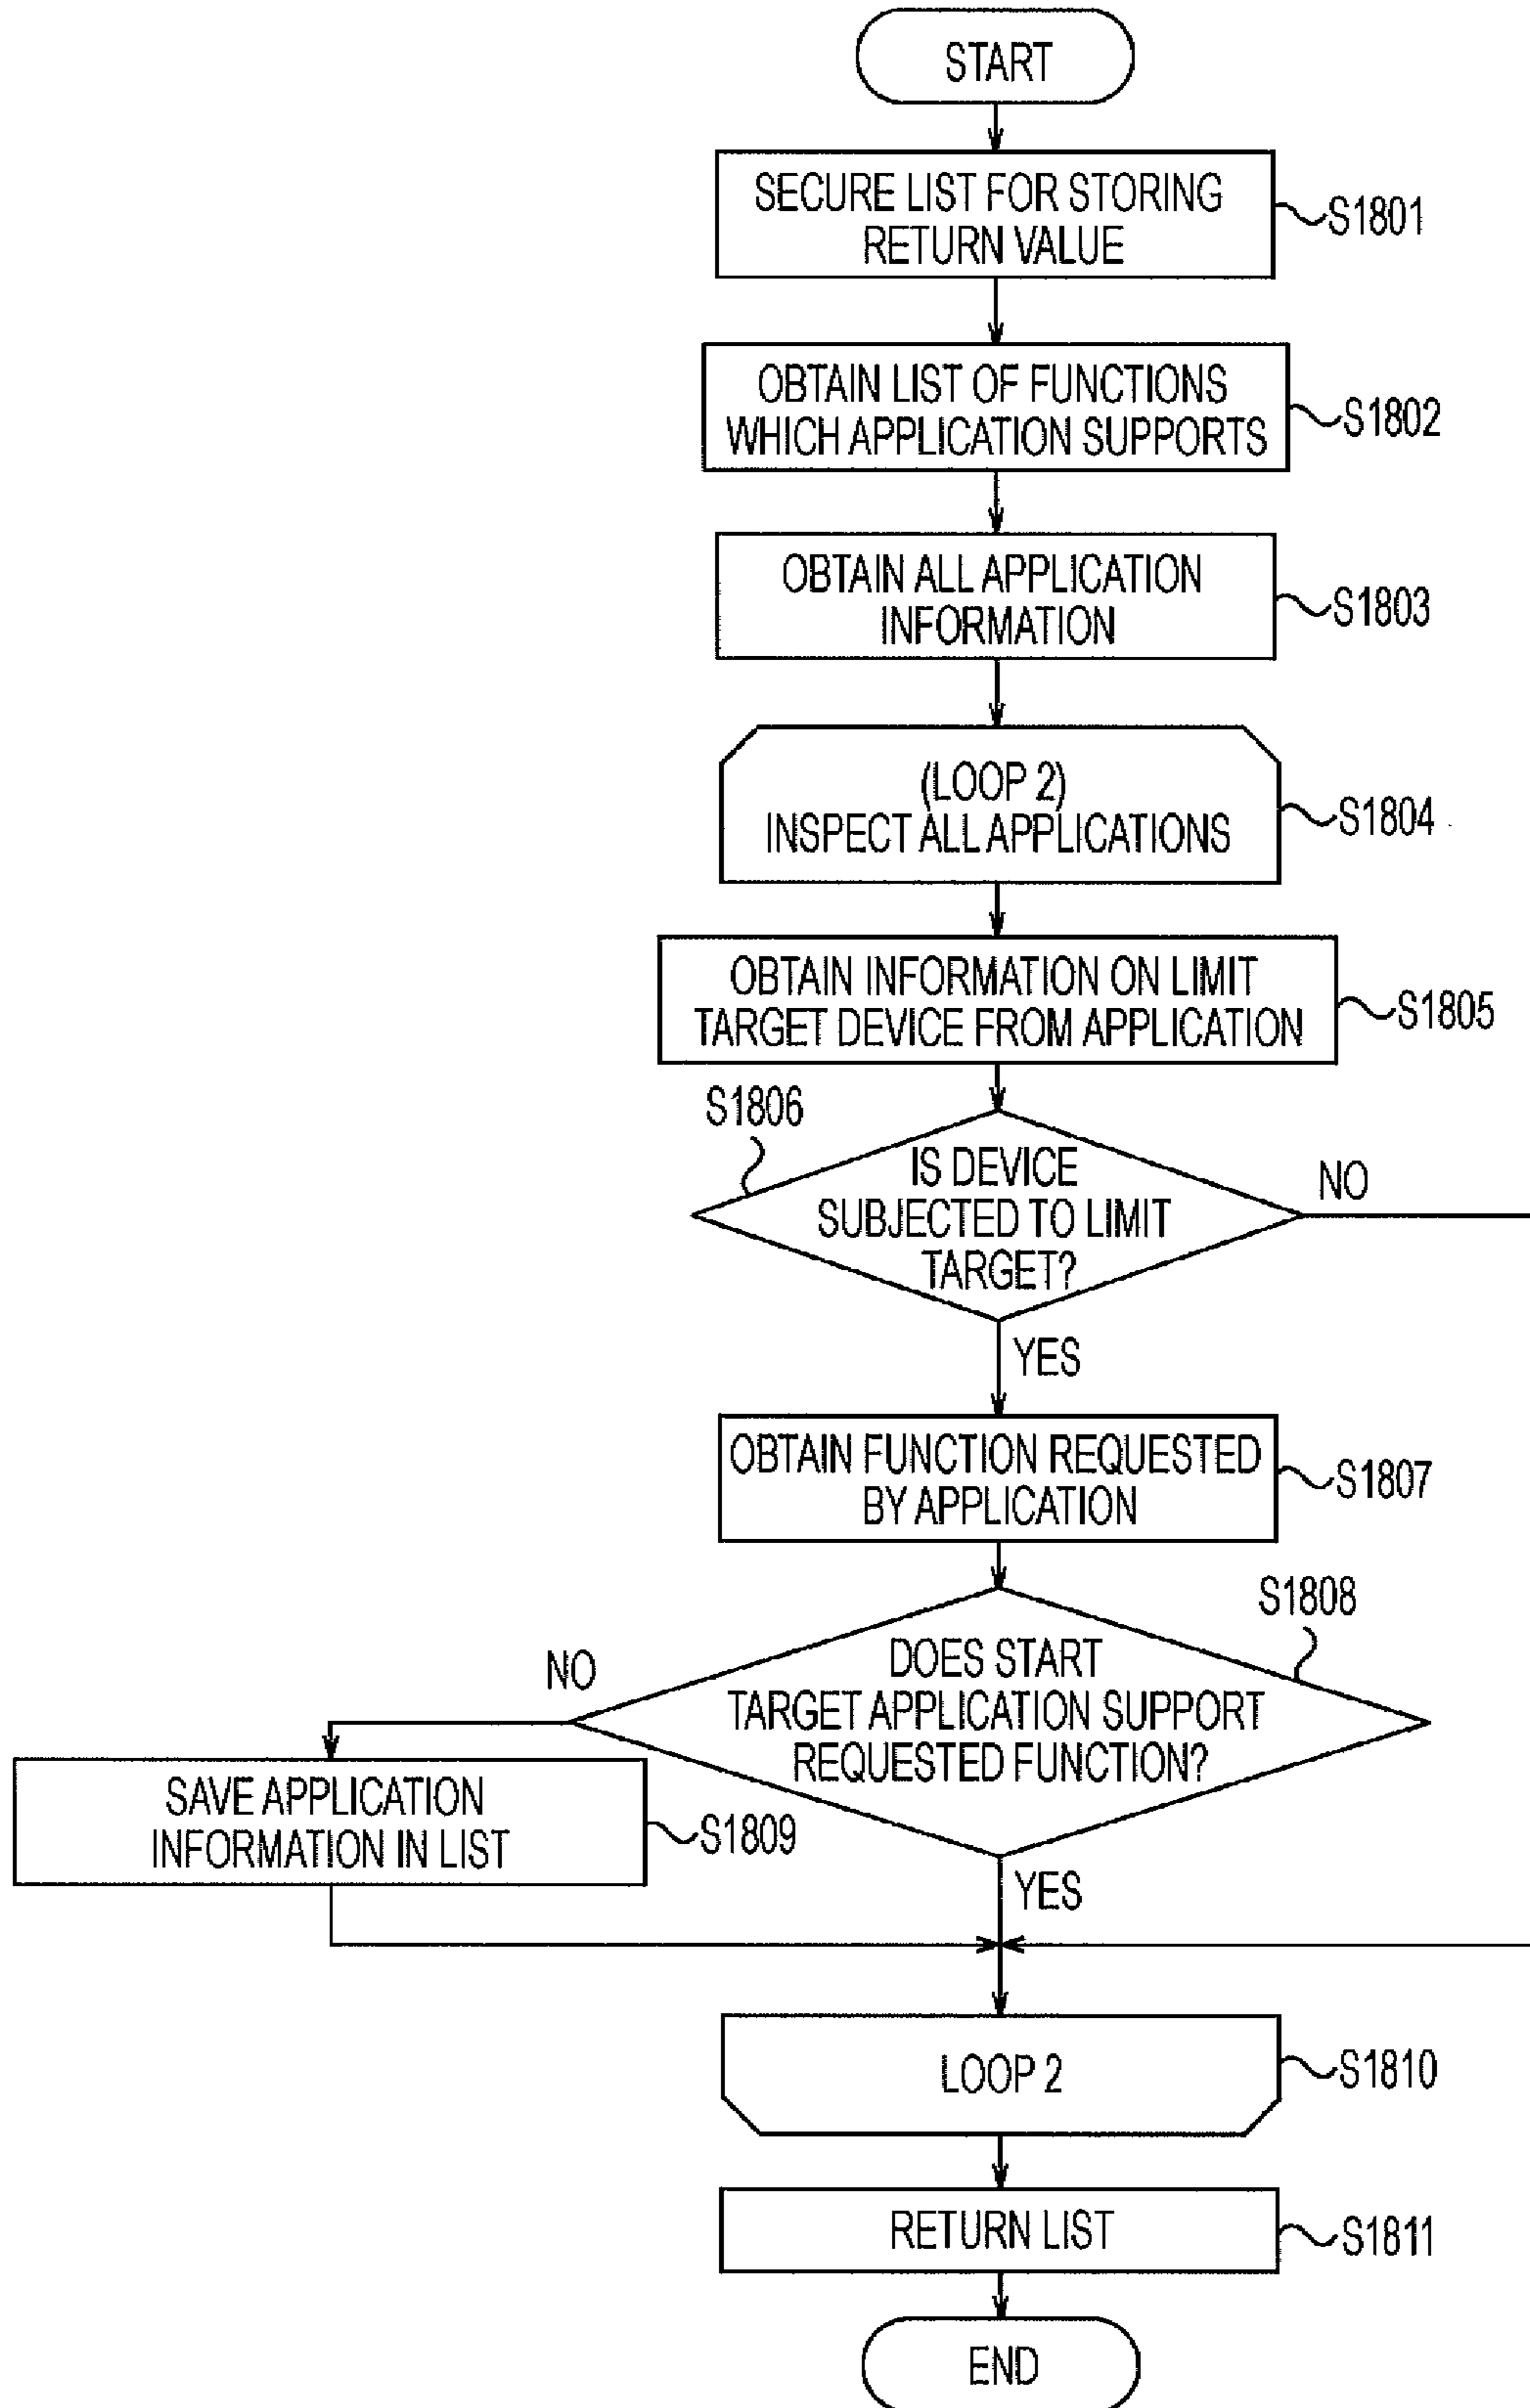 START
SECURE LIST FOR STORING
RETURN VALUE
S1801
OBTAIN LIST OF FUNCTIONS
WHICH APPLICATION SUPPORTS
S1802
OBTAIN ALL APPLICATION
INFORMATION
S1803
(LOOP 2)
INSPECT ALL APPLICATIONS
S1804
OBTAIN INFORMATION ON LIMIT
TARGET DEVICE FROM APPLICATION
S1805
S1806
IS DEVICE
SUBJECTED TO LIMIT
TARGET?
NO
YES
OBTAIN FUNCTION REQUESTED
BY APPLICATION
S1807
S1808
DOES START
TARGET APPLICATION SUPPORT
REQUESTED FUNCTION?
NO
SAVE APPLICATION
INFORMATION IN LIST
S1809
YES
LOOP 2
S1810
RETURN LIST
S1811
END